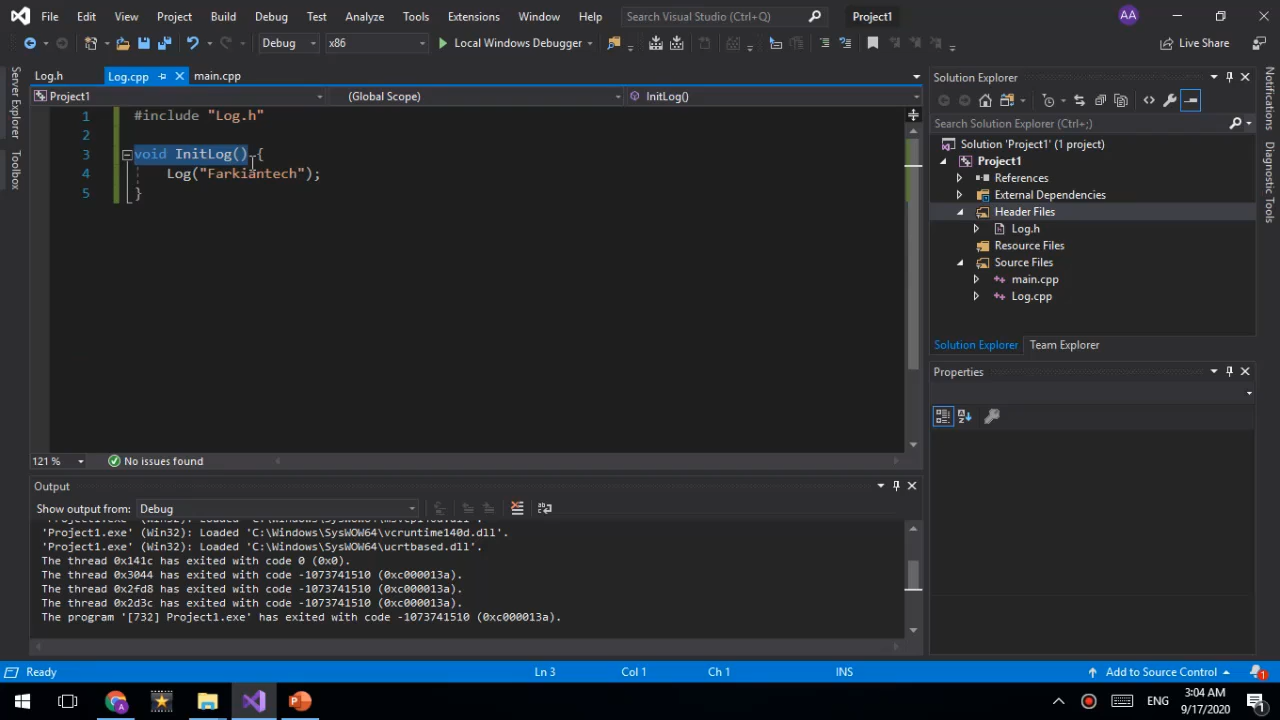 File Edit View Project Build Debug Test Analyze Tools Extensions Window Help Search Visual Studio (Ctrl+Q) Project1 AA
Debug x86 Local Windows Debugger Live Share
Server Explorer
Toolbox
Log.h Log.cpp main.cpp
Project1 (Global Scope) InitLog()
1 #include "Log.h"
2
3 void InitLog() {
4 Log("Farkiantech");
5 }
121 % No issues found
Output
Show output from: Debug
'Project1.exe' (Win32): Loaded 'C:\Windows\SysWOW64\vcruntime140d.dll'.
'Project1.exe' (Win32): Loaded 'C:\Windows\SysWOW64\ucrtbased.dll'.
The thread 0x141c has exited with code 0 (0x0).
The thread 0x3044 has exited with code -1073741510 (0xc000013a).
The thread 0x2fd8 has exited with code -1073741510 (0xc000013a).
The thread 0x2d3c has exited with code -1073741510 (0xc000013a).
The program '[732] Project1.exe' has exited with code -1073741510 (0xc000013a).
Solution Explorer
Search Solution Explorer (Ctrl+;)
Solution 'Project1' (1 project)
Project1
References
External Dependencies
Header Files
Log.h
Resource Files
Source Files
main.cpp
Log.cpp
Solution Explorer Team Explorer
Properties
Notifications
Diagnostic Tools
Ready Ln 3 Col 1 Ch 1 INS Add to Source Control 1
ENG 3:04 AM
9/17/2020 1